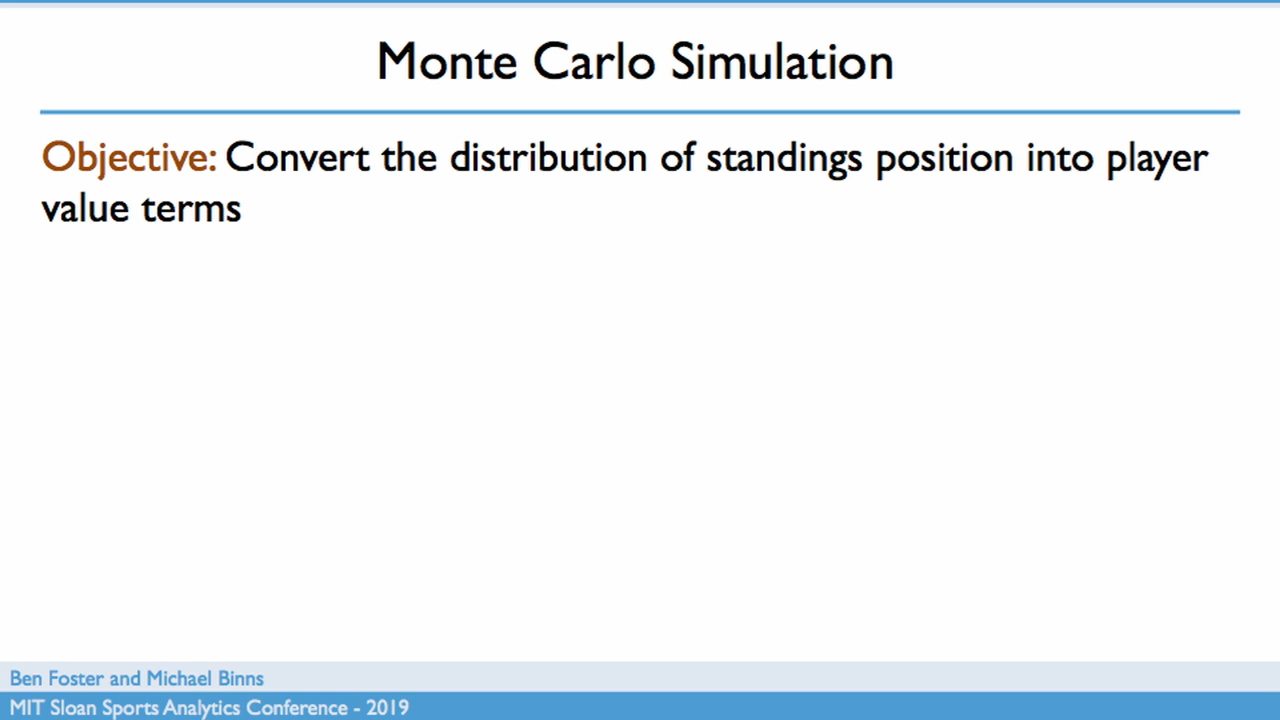 Monte Carlo Simulation
Objective: Convert the distribution of standings position into player
value terms
Ben Foster and Michael Binns
MIT Sloan Sports Analytics Conference - 2019